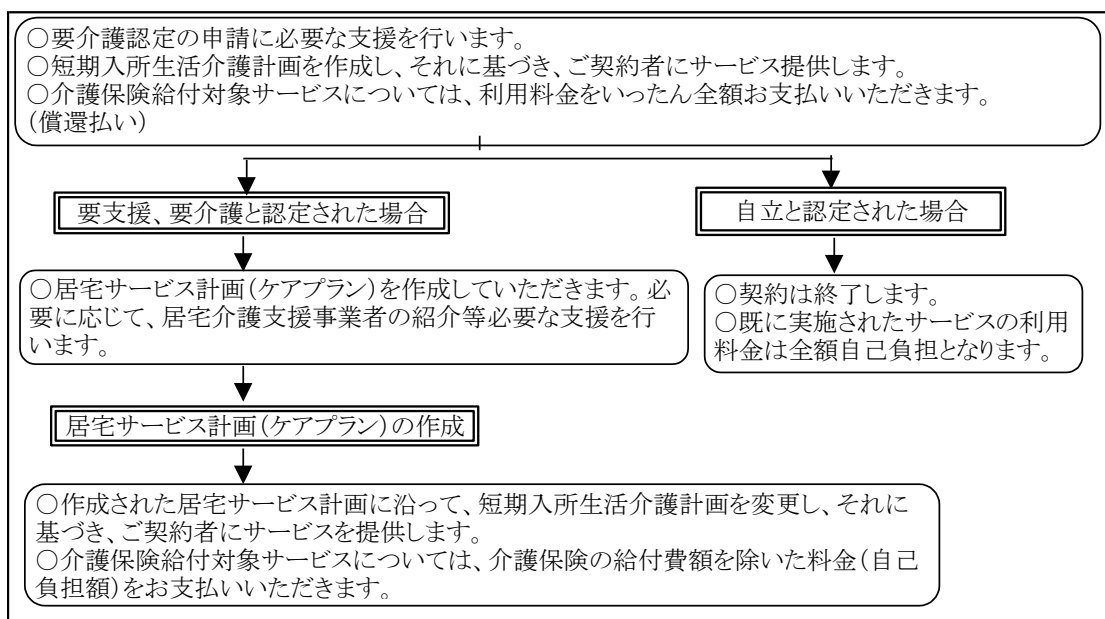 ○要介護認定の申請に必要な支援を行います。
○短期入所生活介護計画を作成し、それに基づき、ご契約者にサービス提供します。
○介護保険給付対象サービスについては、利用料金をいったん全額お支払いいただきます。
(償還払い)
要支援、要介護と認定された場合
自立と認定された場合
○居宅サービス計画(ケアプラン)を作成していただきます。必
要に応じて、居宅介護支援事業者の紹介等必要な支援を行
います。
○契約は終了します。
○既に実施されたサービスの利用
料金は全額自己負担となります。
居宅サービス計画(ケアプラン)の作成
○作成された居宅サービス計画に沿って、短期入所生活介護計画を変更し、それに
基づき、ご契約者にサービスを提供します。
○介護保険給付対象サービスについては、介護保険の給付費額を除いた料金(自己
負担額)をお支払いいただきます。